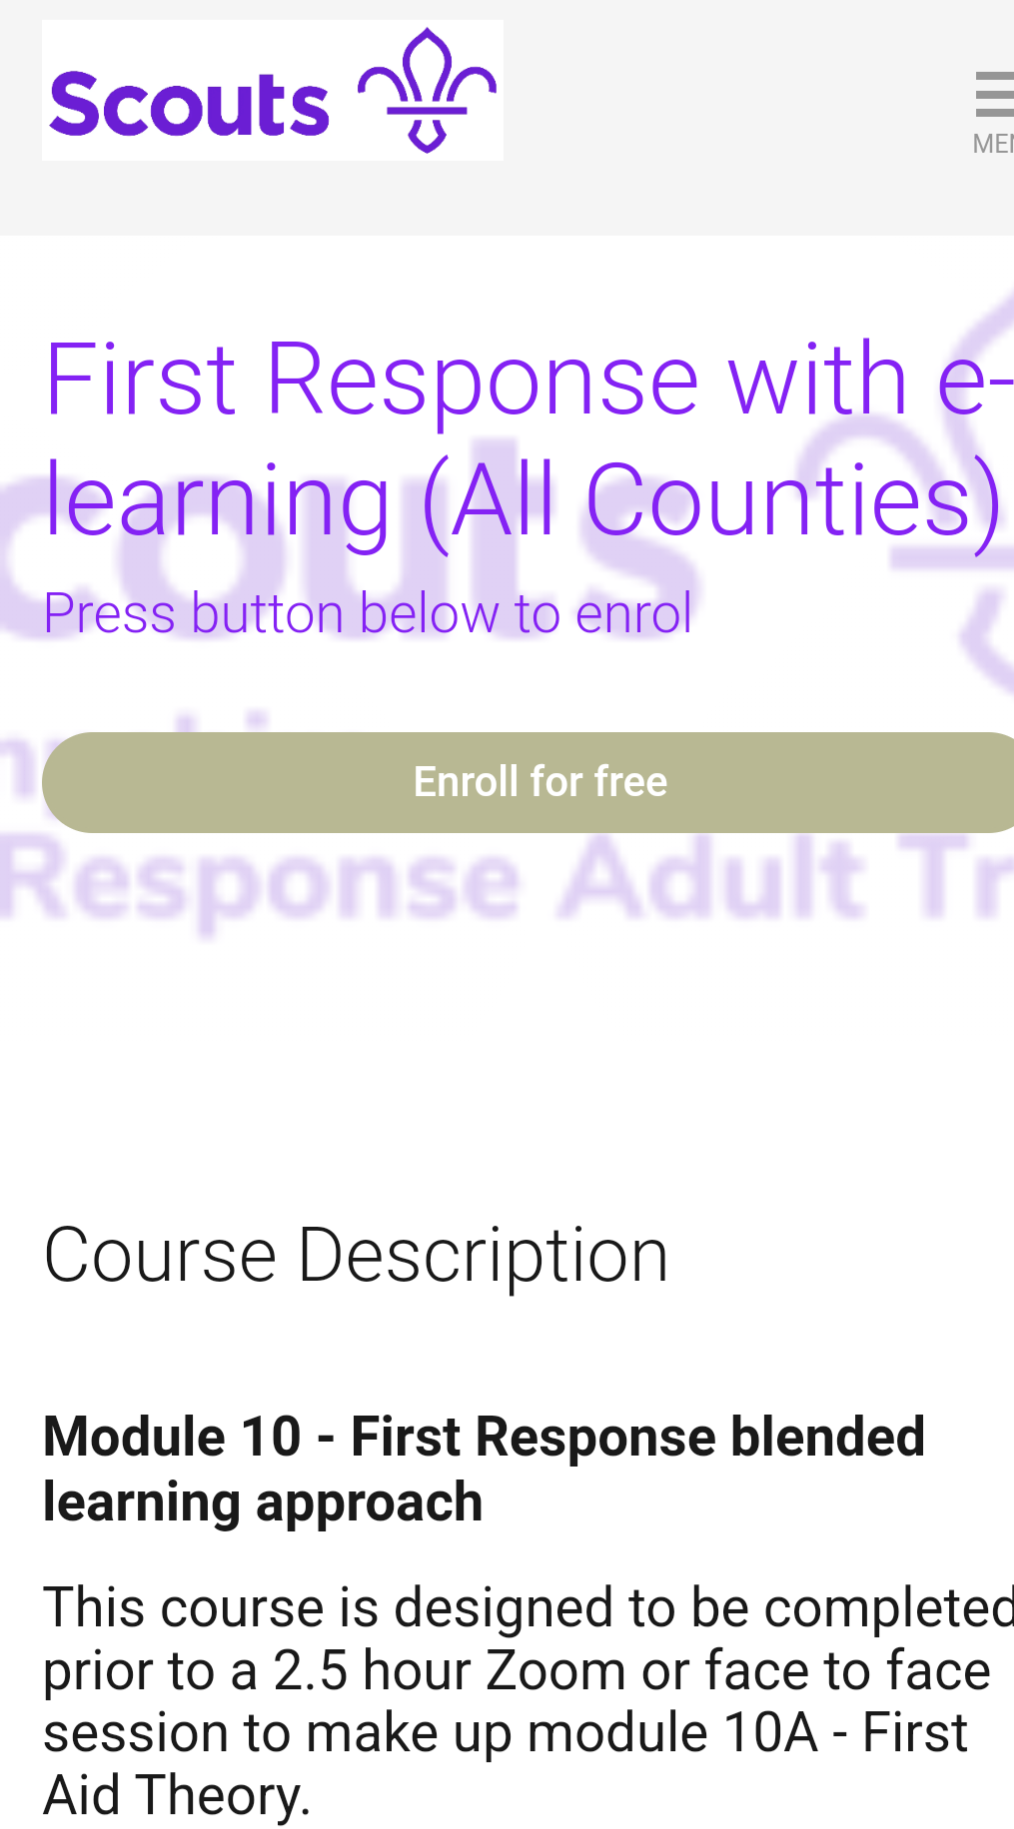 Scouts
MEN
First Response with e-
learning (All Counties)
Press button below to enrol
Enroll for free
Response Adult Tr
Course Description
Module 10 - First Response blended
learning approach
This course is designed to be completed
prior to a 2.5 hour Zoom or face to face
session to make up module 10A - First
Aid Theory.